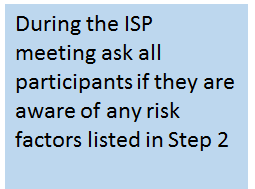 During the ISP
meeting ask all
participants if they are
aware of any risk
factors listed in Step 2